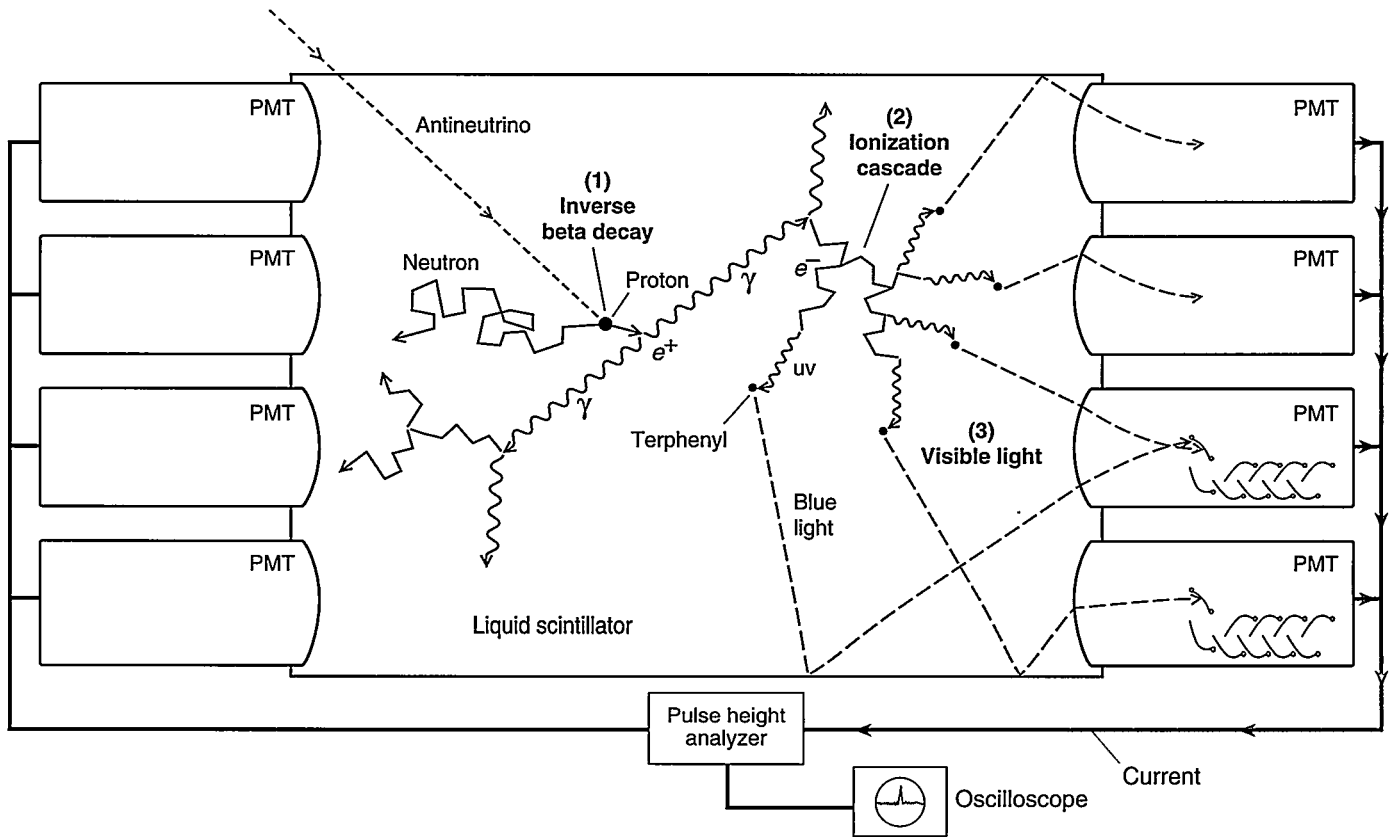 PMT
PMT
PMT
PMT
Antineutrino
(1)
Inverse
beta decay
Neutron
Proton
γ
e+
γ
(2)
Ionization
cascade
e−
uv
Terphenyl
(3)
Visible light
Blue
light
Liquid scintillator
PMT
PMT
PMT
PMT
Pulse height
analyzer
Current
Oscilloscope